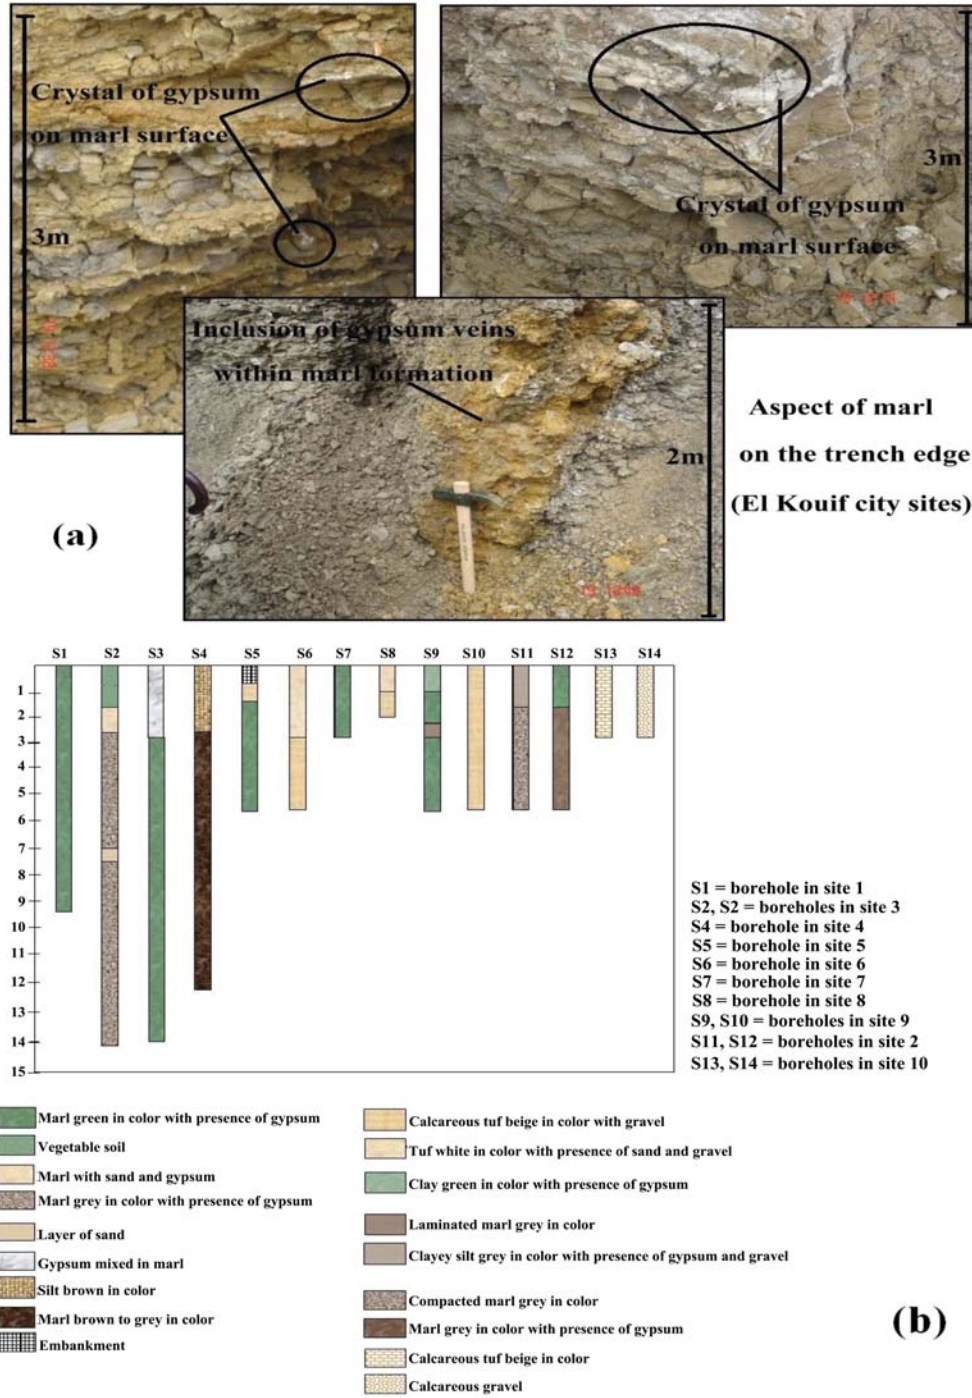 Crystal of gypsum
on marl surface
3m
3m
Crystal of gypsum
on marl surface
Inclusion of gypsum veins
within marl formation
2m
Aspect of marl
on the trench edge
(El Kouif city sites)
(a)
S1 S2 S3 S4 S5 S6 S7 S8 S9 S10 S11 S12 S13 S14
1
2
3
4
5
6
7
8
9
10
11
12
13
14
15
S1 = borehole in site 1
S2, S2 = boreholes in site 3
S4 = borehole in site 4
S5 = borehole in site 5
S6 = borehole in site 6
S7 = borehole in site 7
S8 = borehole in site 8
S9, S10 = boreholes in site 9
S11, S12 = boreholes in site 2
S13, S14 = boreholes in site 10
Marl green in color with presence of gypsum
Vegetable soil
Marl with sand and gypsum
Marl grey in color with presence of gypsum
Layer of sand
Gypsum mixed in marl
Silt brown in color
Marl brown to grey in color
Embankment
Calcareous tuf beige in color with gravel
Tuf white in color with presence of sand and gravel
Clay green in color with presence of gypsum
Laminated marl grey in color
Clayey silt grey in color with presence of gypsum and gravel
Compacted marl grey in color
Marl grey in color with presence of gypsum
Calcareous tuf beige in color
Calcareous gravel
(b)